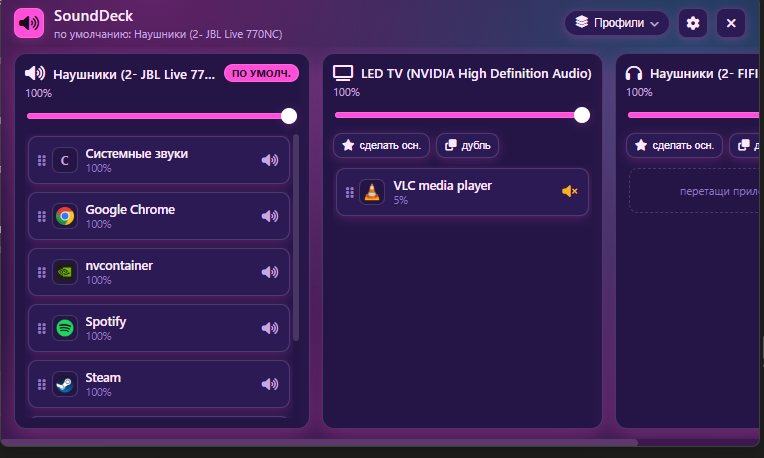 SoundDeck
по умолчанию: Наушники (2- JBL Live 770NC)
Профили
Наушники (2- JBL Live 77...
ПО УМОЛЧ.
100%
Системные звуки
100%
Google Chrome
100%
nvcontainer
100%
Spotify
100%
Steam
100%
LED TV (NVIDIA High Definition Audio)
100%
сделать осн.
дубль
VLC media player
5%
Наушники (2- FIFI
100%
сделать осн.
перетащи прил